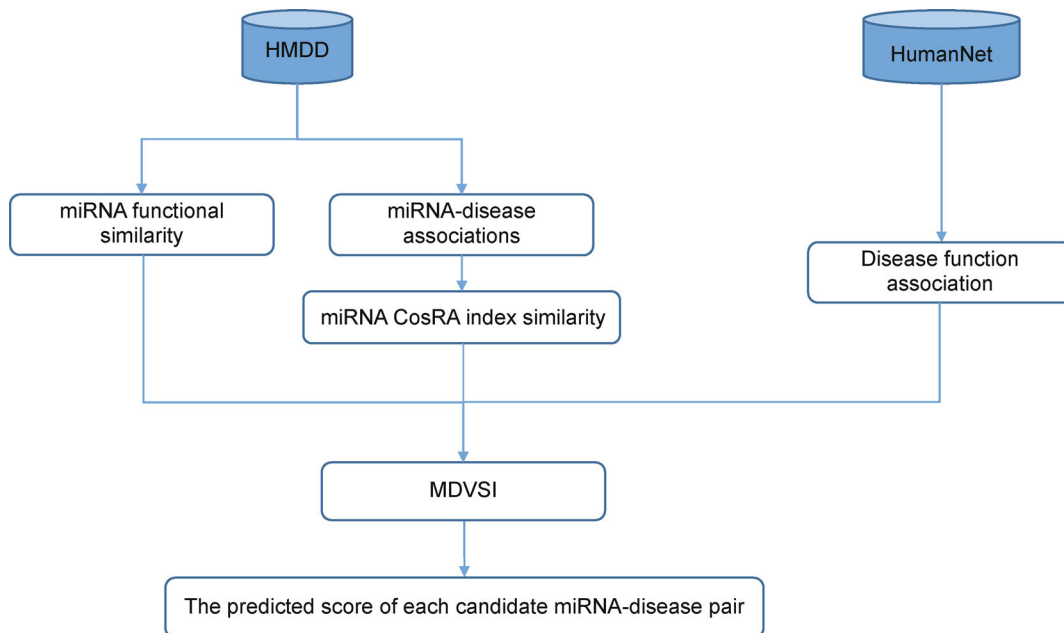 HMDD
HumanNet
miRNA functional
similarity
miRNA-disease
associations
Disease function
association
miRNA CosRA index similarity
MDVSI
The predicted score of each candidate miRNA-disease pair